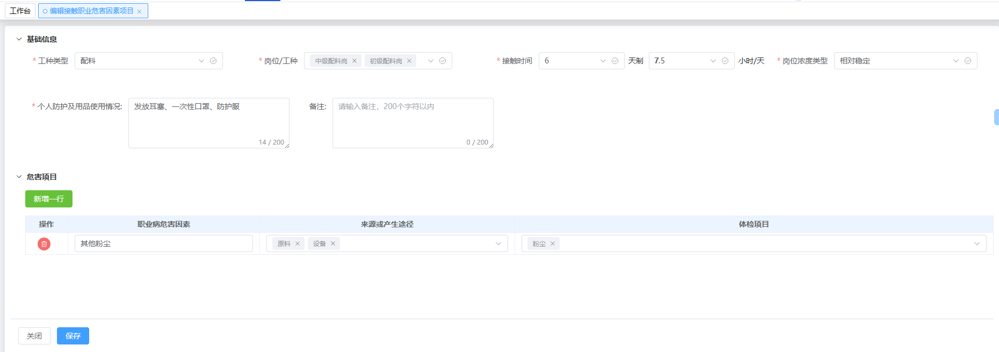 工作台 编辑接触职业危害因素项目
基础信息
* 工种类型 配料 * 岗位/工种 中级配料岗 初级配料岗 * 接触时间 6 天制 7.5 小时/天 * 岗位浓度类型 相对稳定
* 个人防护及用品使用情况: 发放耳塞、一次性口罩、防护服 备注: 请输入备注，200个字符以内
14 / 200 0 / 200
危害项目
新增一行
操作 职业病危害因素 来源或产生途径 体检项目
其他粉尘 原料 设备 粉尘
关闭 保存